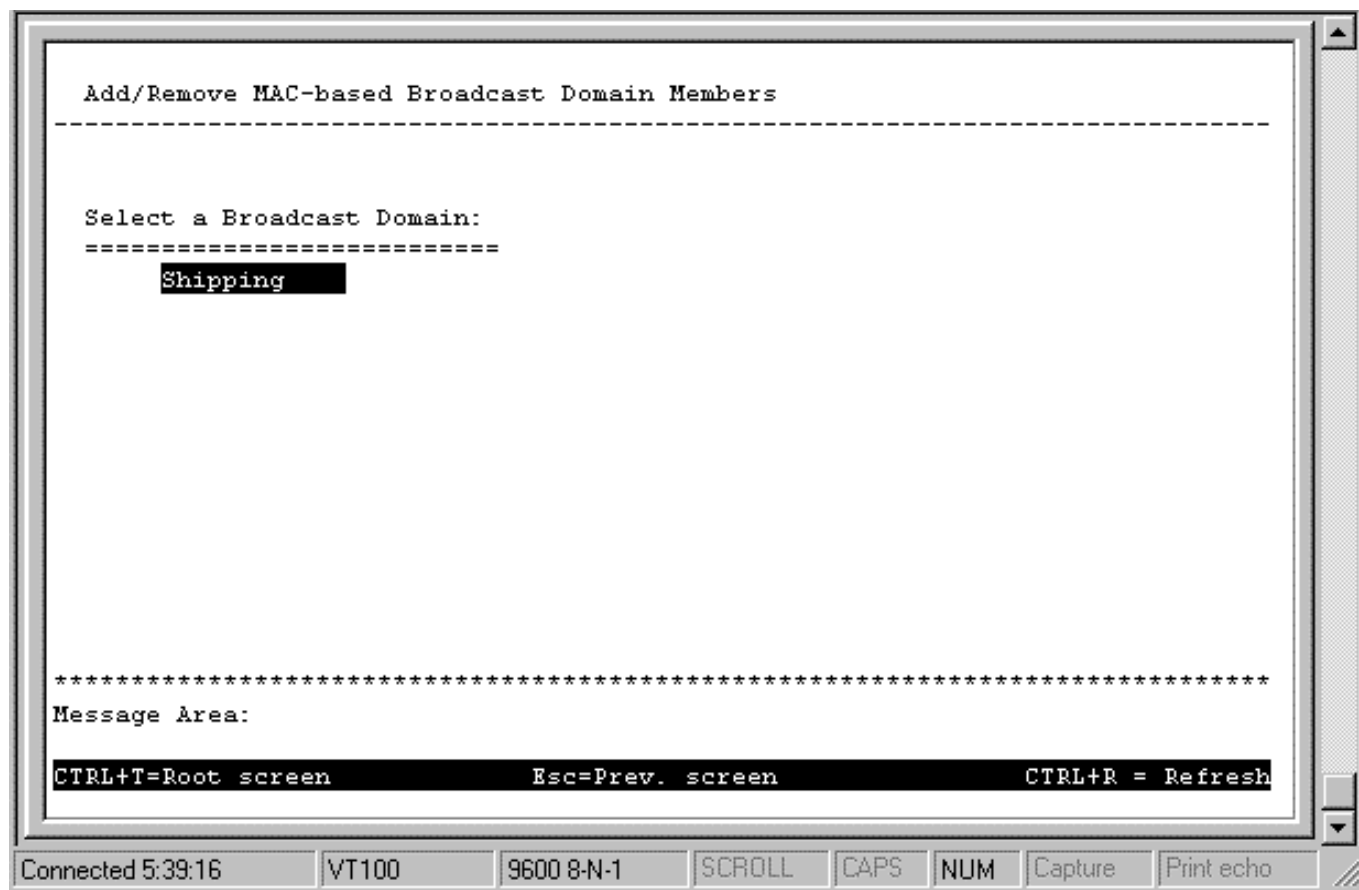 Add/Remove MAC-based Broadcast Domain Members
-------------------------------------------------------------------------------
Select a Broadcast Domain:
===========================
Shipping
*******************************************************************************
Message Area:
CTRL+T=Root screen Esc=Prev. screen CTRL+R = Refresh
Connected 5:39:16 VT100 9600 8-N-1 SCROLL CAPS NUM Capture Print echo